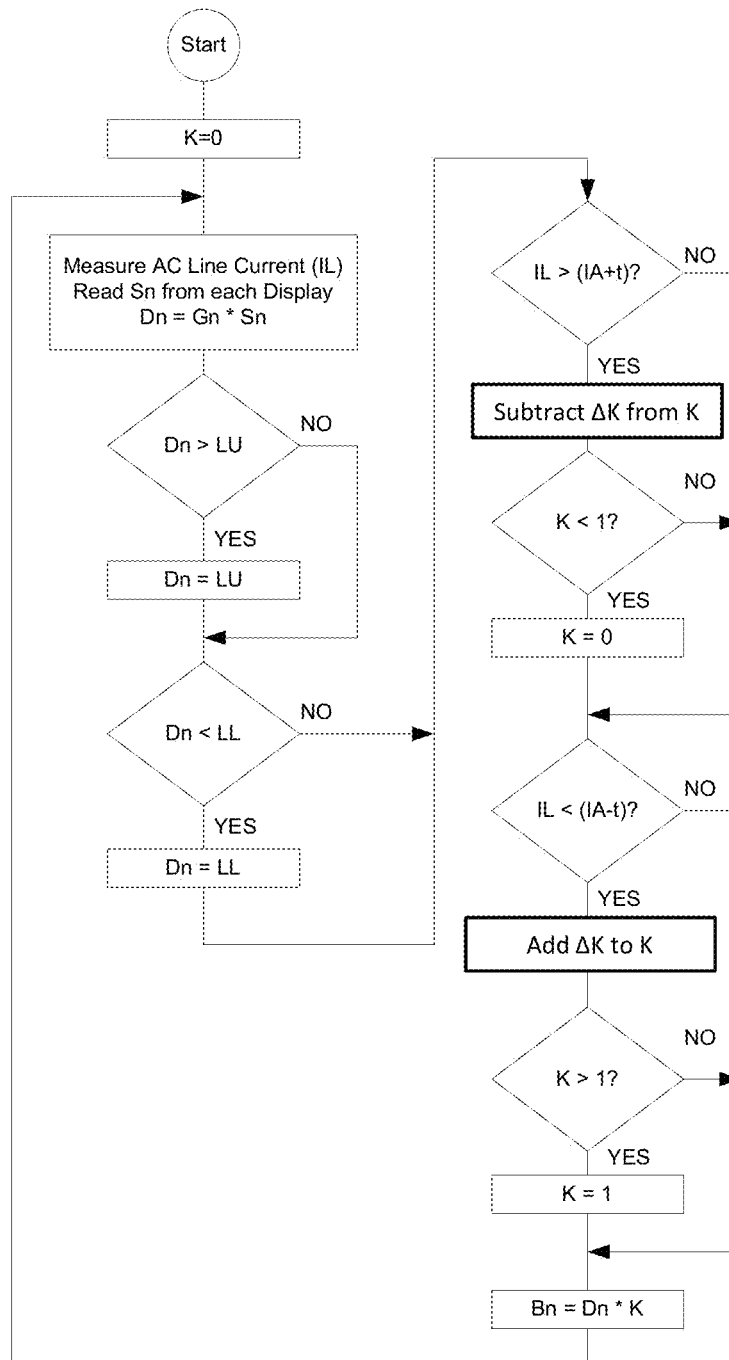 Start
K=0
Measure AC Line Current (IL)
Read Sn from each Display
Dn = Gn * Sn
Dn > LU
NO
YES
Dn = LU
Dn < LL
NO
YES
Dn = LL
IL > (IA+t)?
NO
YES
Subtract ΔK from K
K < 1?
NO
YES
K = 0
IL < (IA-t)?
NO
YES
Add ΔK to K
K > 1?
NO
YES
K = 1
Bn = Dn * K